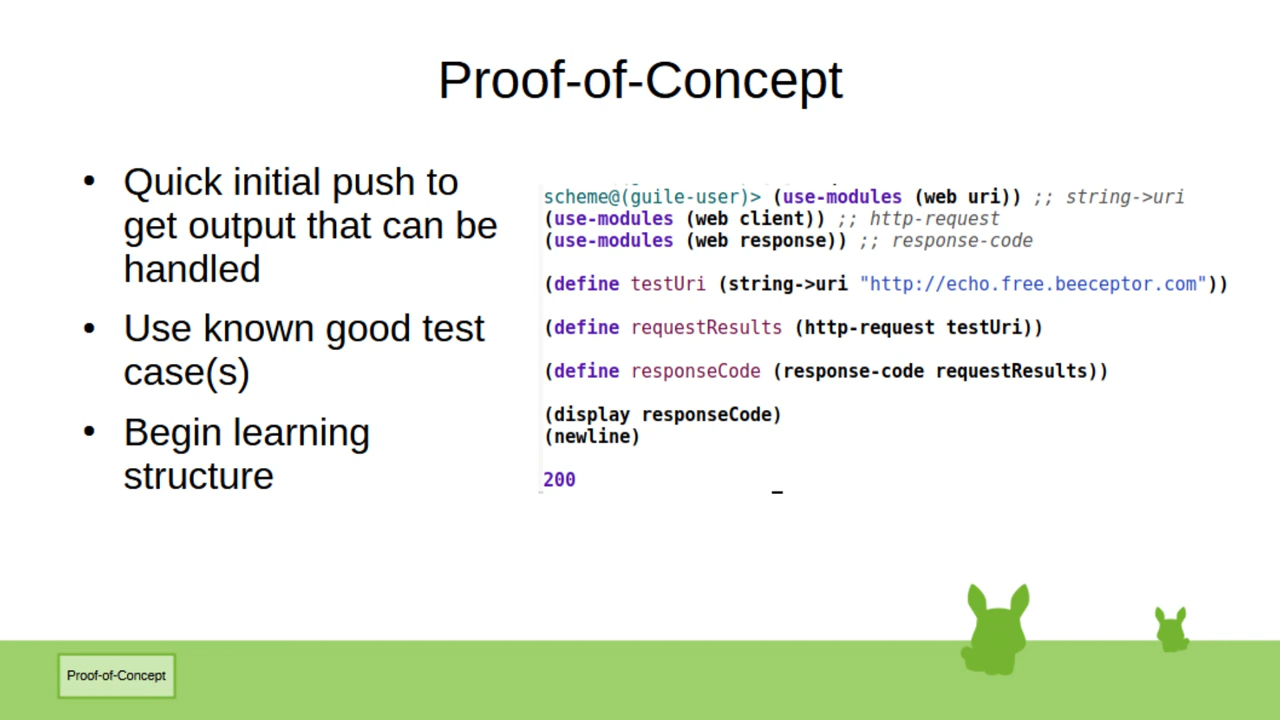 Proof-of-Concept
• Quick initial push to
get output that can be
handled
• Use known good test
case(s)
• Begin learning
structure
scheme@(guile-user)> (use-modules (web uri)) ;; string->uri
(use-modules (web client)) ;; http-request
(use-modules (web response)) ;; response-code
(define testUri (string->uri "http://echo.free.beeceptor.com"))
(define requestResults (http-request testUri))
(define responseCode (response-code requestResults))
(display responseCode)
(newline)
200
Proof-of-Concept